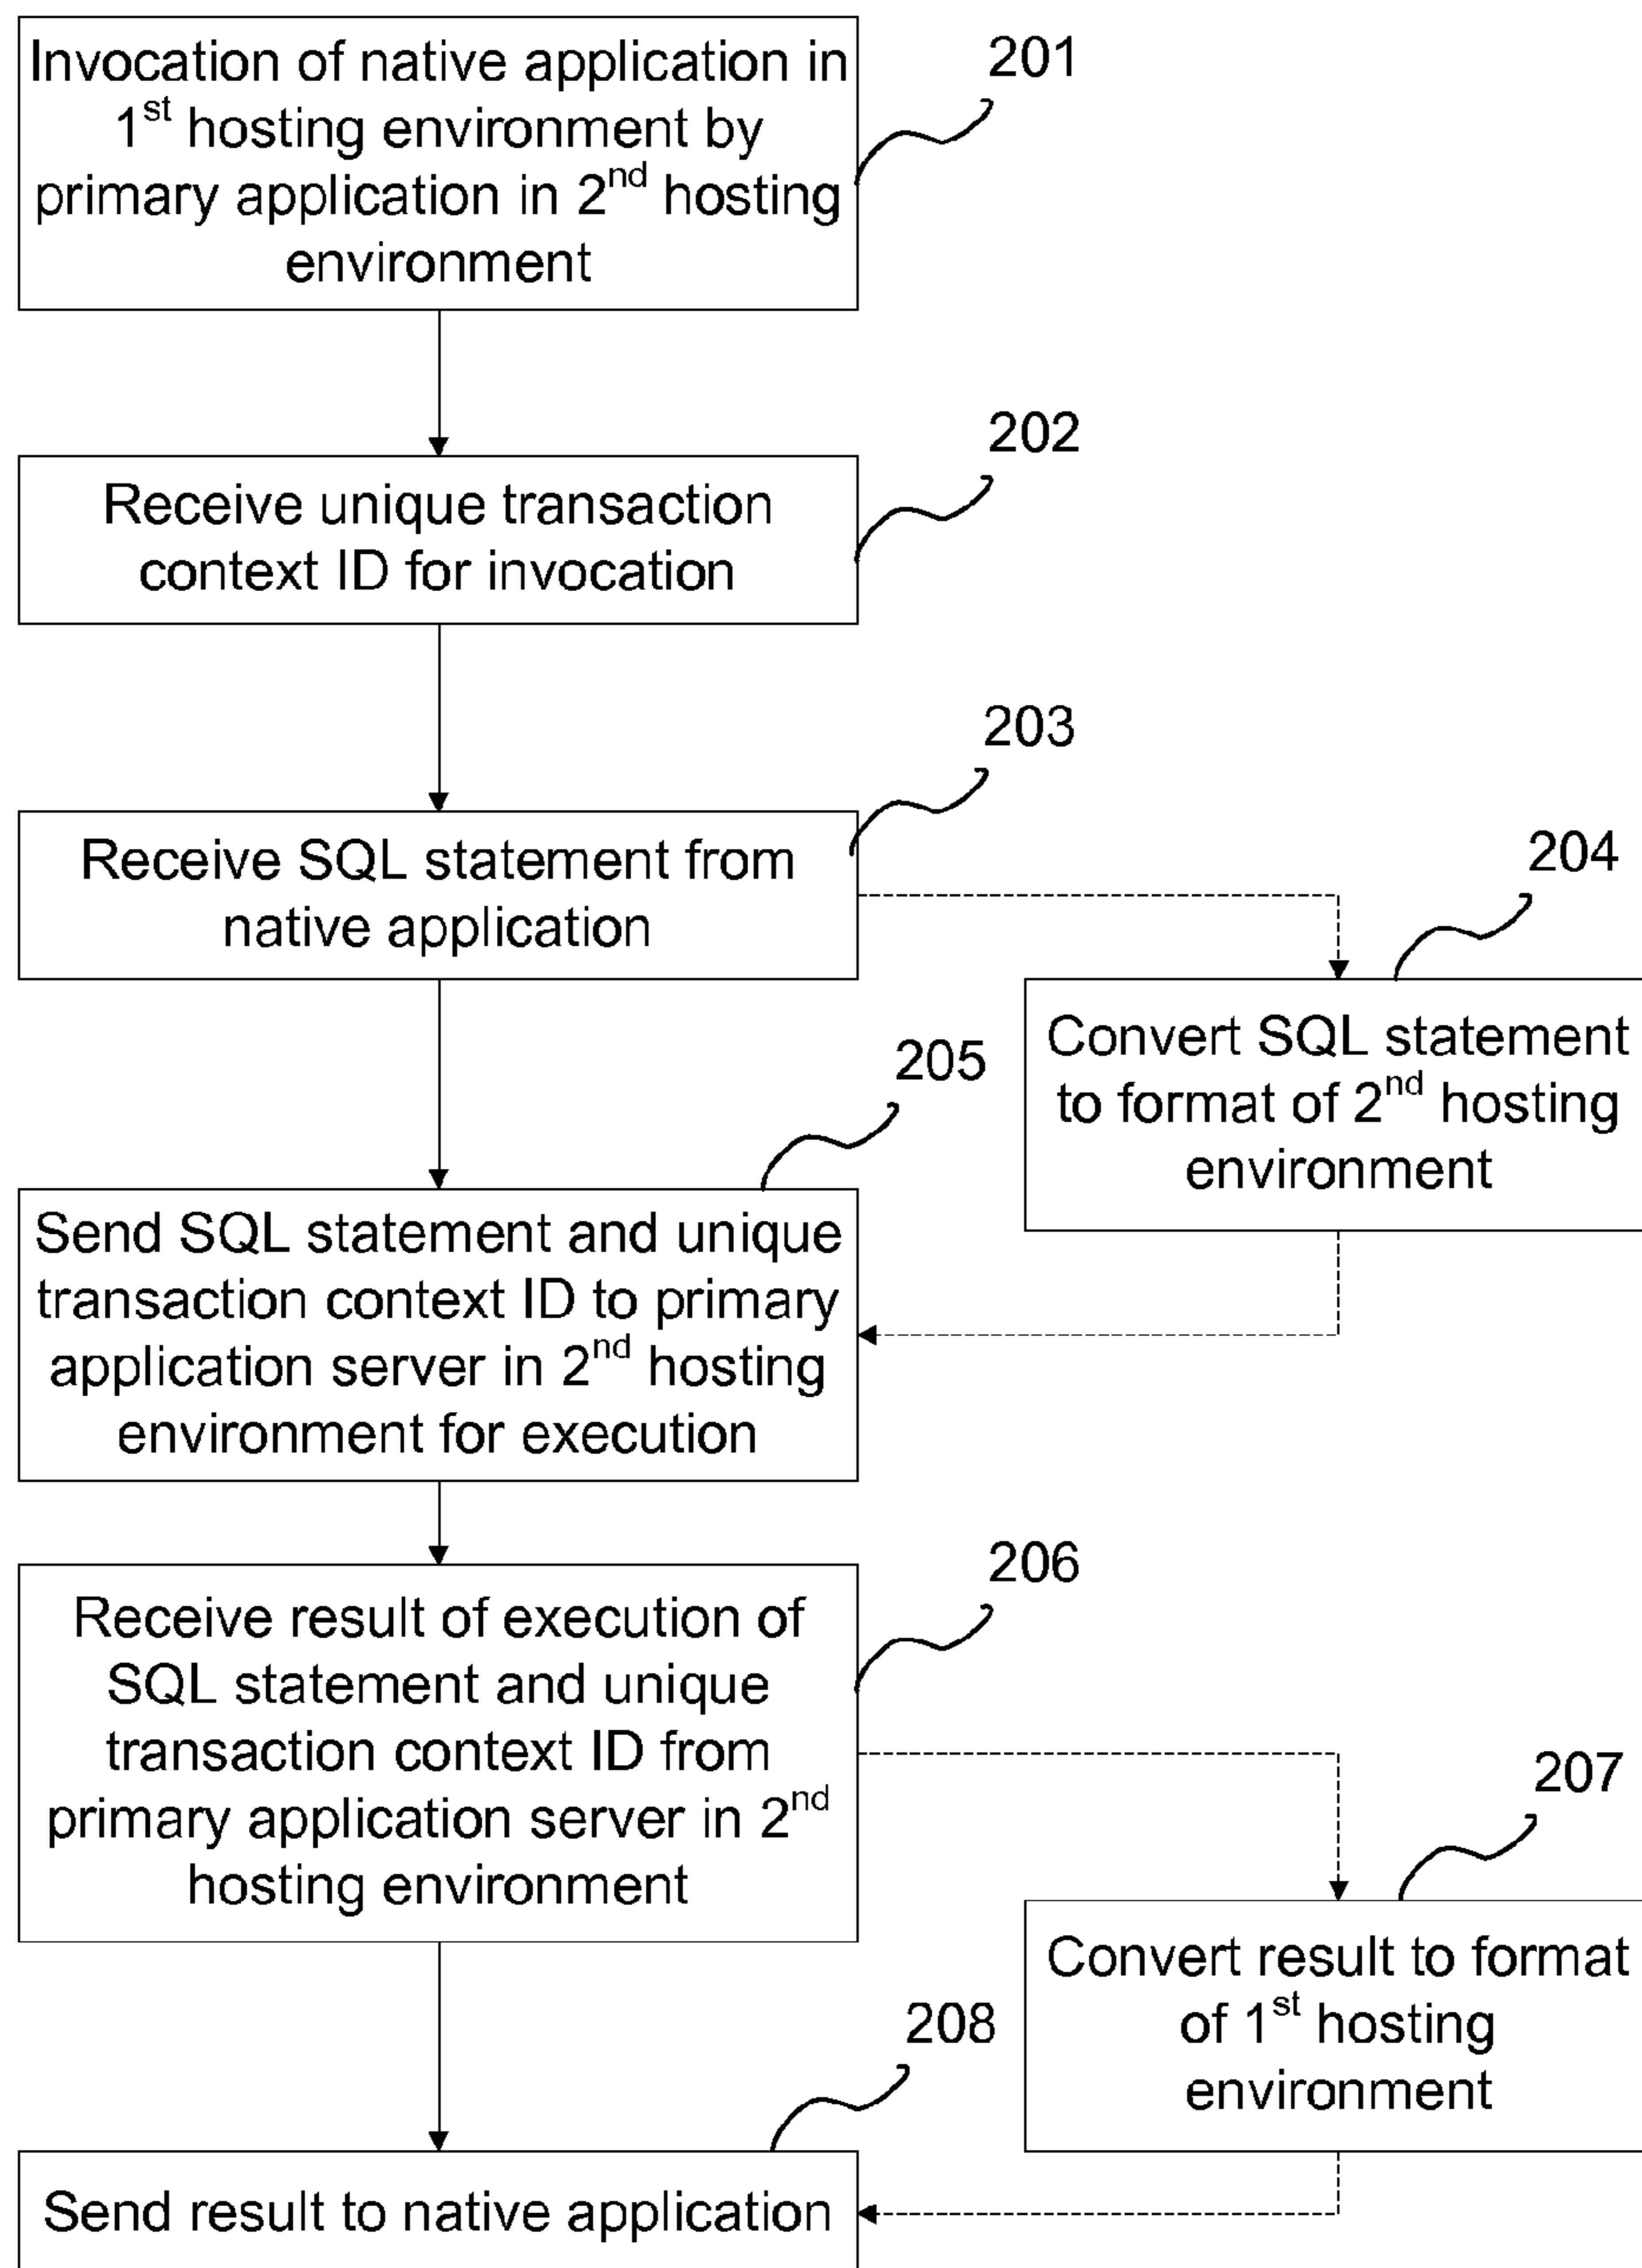 Invocation of native application in
1st hosting environment by
primary application in 2nd hosting
environment
201
Receive unique transaction
context ID for invocation
202
Receive SQL statement from
native application
203
Convert SQL statement
to format of 2nd hosting
environment
204
Send SQL statement and unique
transaction context ID to primary
application server in 2nd hosting
environment for execution
205
Receive result of execution of
SQL statement and unique
transaction context ID from
primary application server in 2nd
hosting environment
206
Convert result to format
of 1st hosting
environment
207
Send result to native application
208